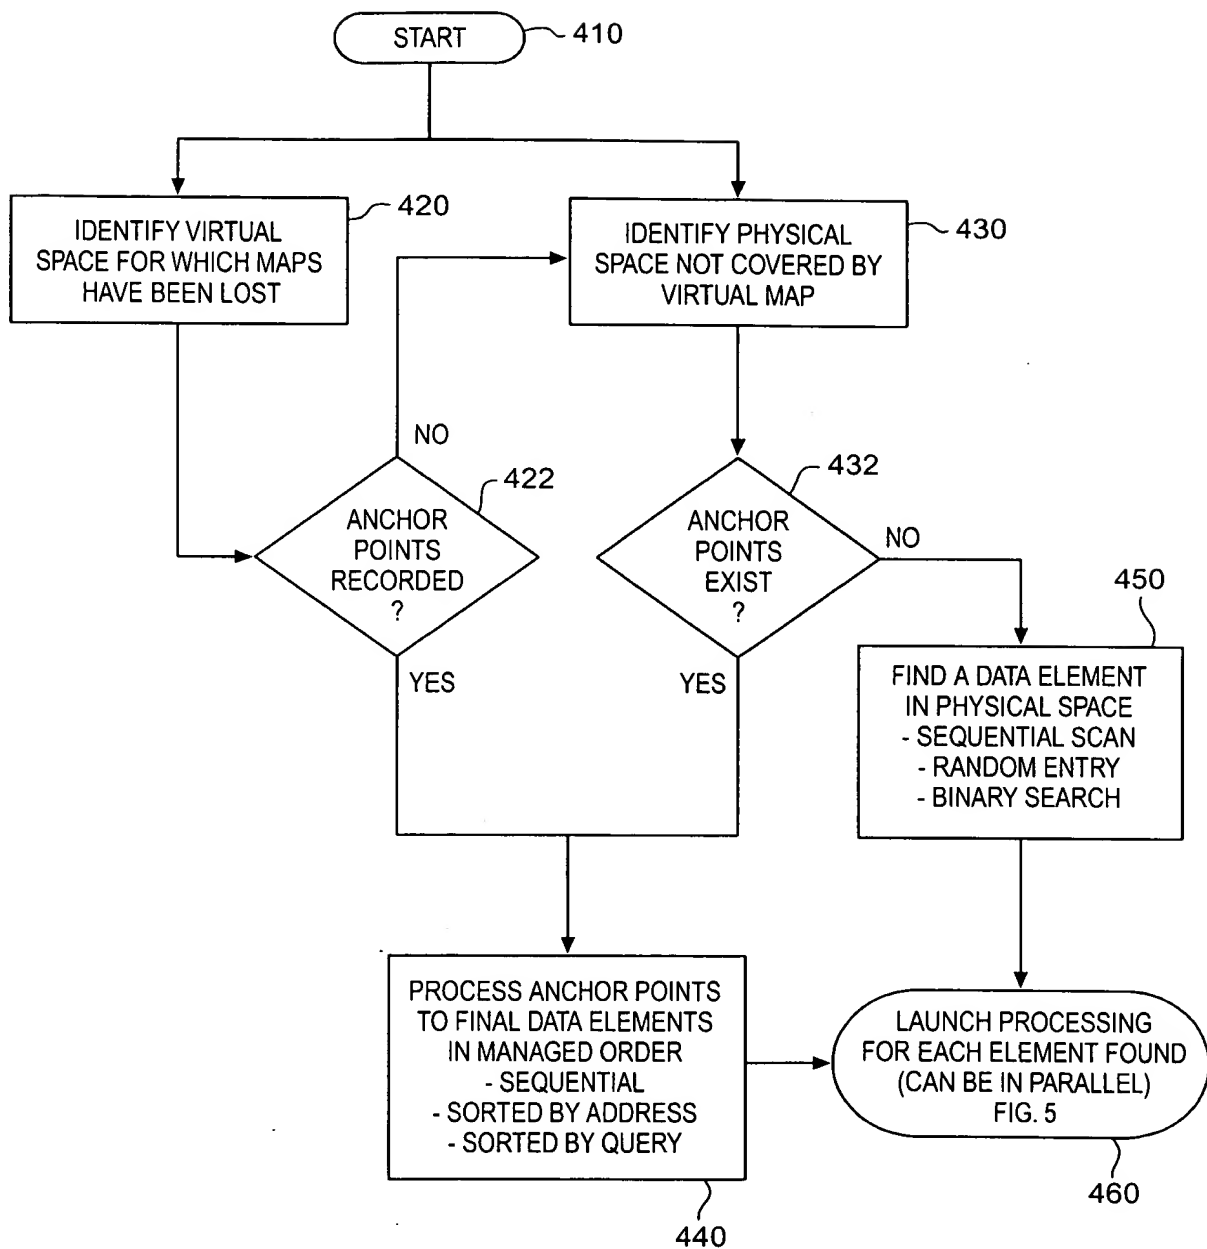 START
410
IDENTIFY VIRTUAL
SPACE FOR WHICH MAPS
HAVE BEEN LOST
420
IDENTIFY PHYSICAL
SPACE NOT COVERED BY
VIRTUAL MAP
430
NO
ANCHOR
POINTS
RECORDED
?
422
YES
ANCHOR
POINTS
EXIST
?
432
NO
YES
450
FIND A DATA ELEMENT
IN PHYSICAL SPACE
- SEQUENTIAL SCAN
- RANDOM ENTRY
- BINARY SEARCH
PROCESS ANCHOR POINTS
TO FINAL DATA ELEMENTS
IN MANAGED ORDER
- SEQUENTIAL
- SORTED BY ADDRESS
- SORTED BY QUERY
440
LAUNCH PROCESSING
FOR EACH ELEMENT FOUND
(CAN BE IN PARALLEL)
FIG. 5
460